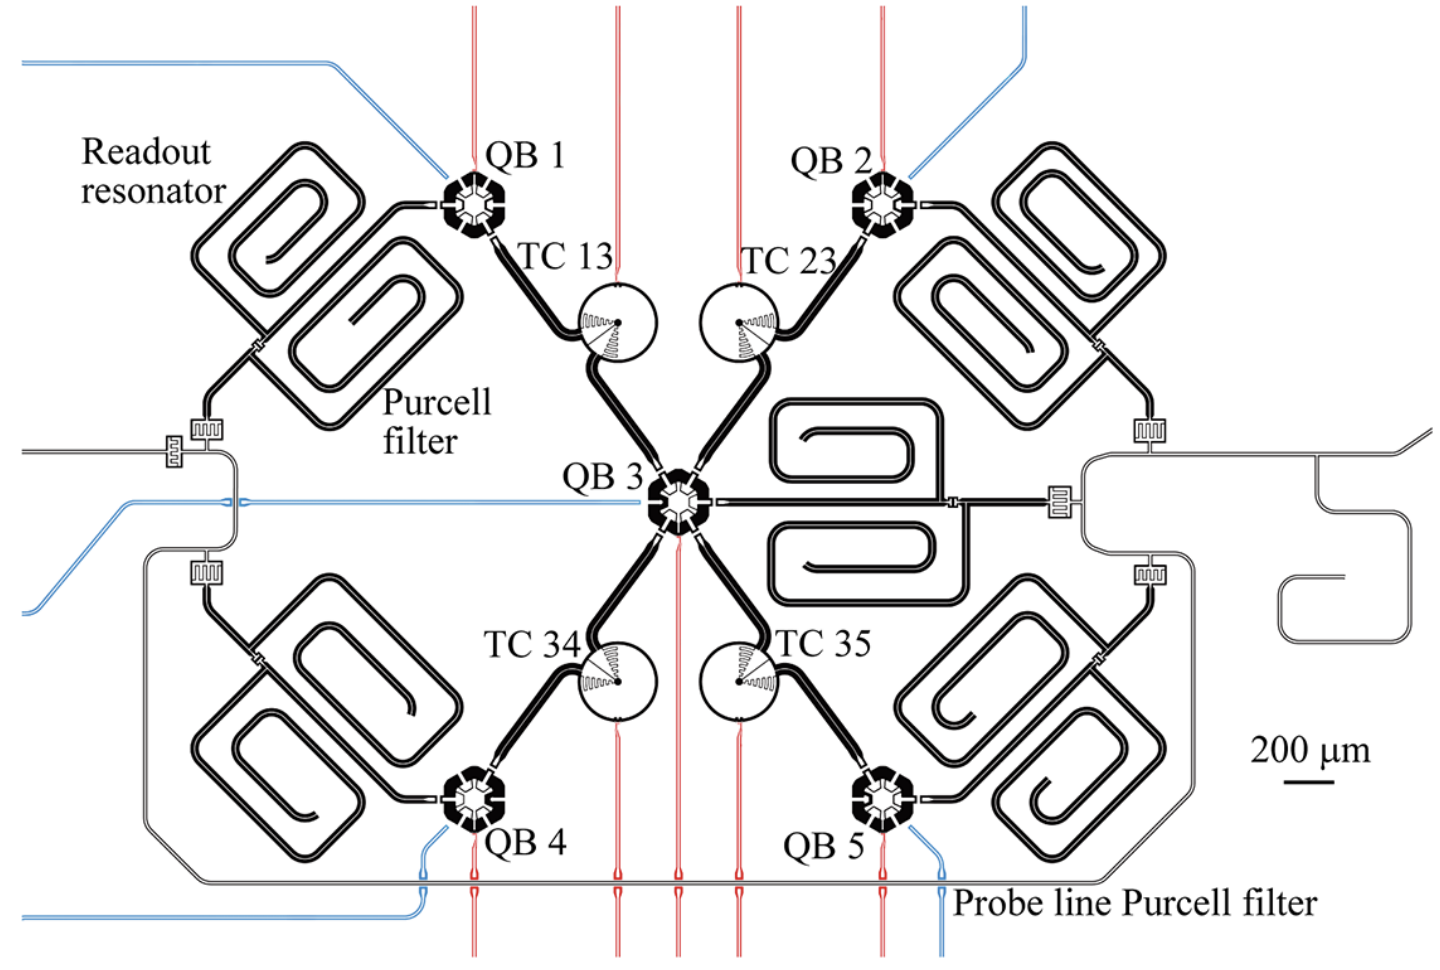 Readout
resonator
QB 1
QB 2
TC 13
TC 23
Purcell
filter
QB 3
TC 34
TC 35
200 μm
QB 4
QB 5
Probe line Purcell filter